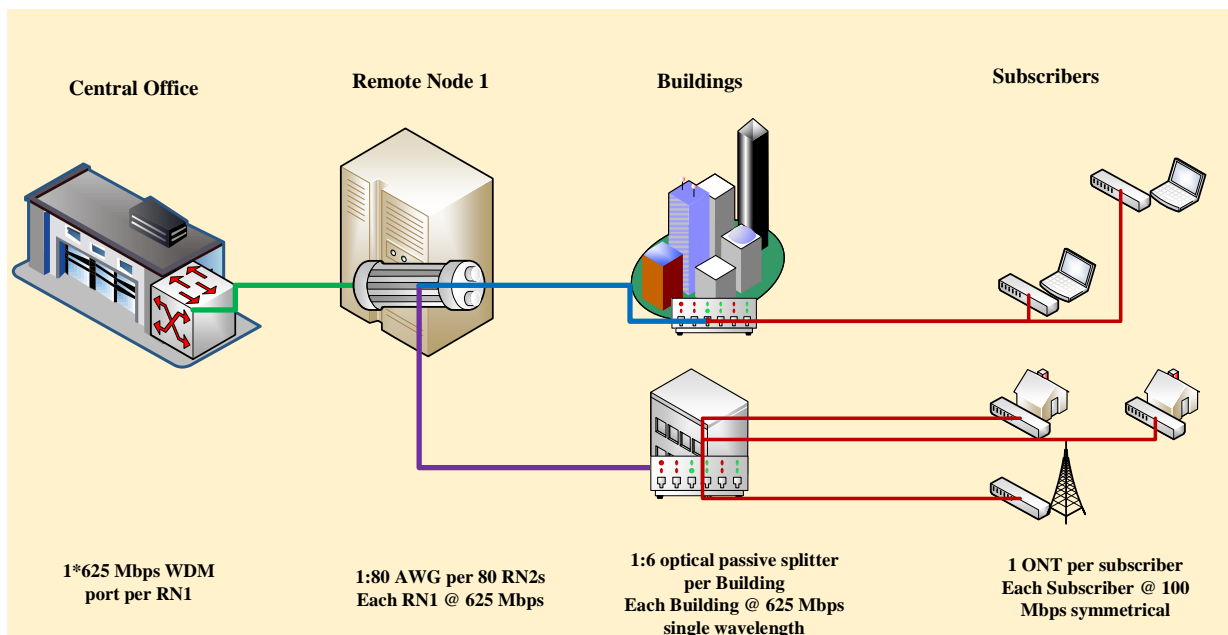 Central Office
Remote Node 1
Buildings
Subscribers
1*625 Mbps WDM
port per RN1
1:80 AWG per 80 RN2s
Each RN1 @ 625 Mbps
1:6 optical passive splitter
per Building
Each Building @ 625 Mbps
single wavelength
1 ONT per subscriber
Each Subscriber @ 100
Mbps symmetrical